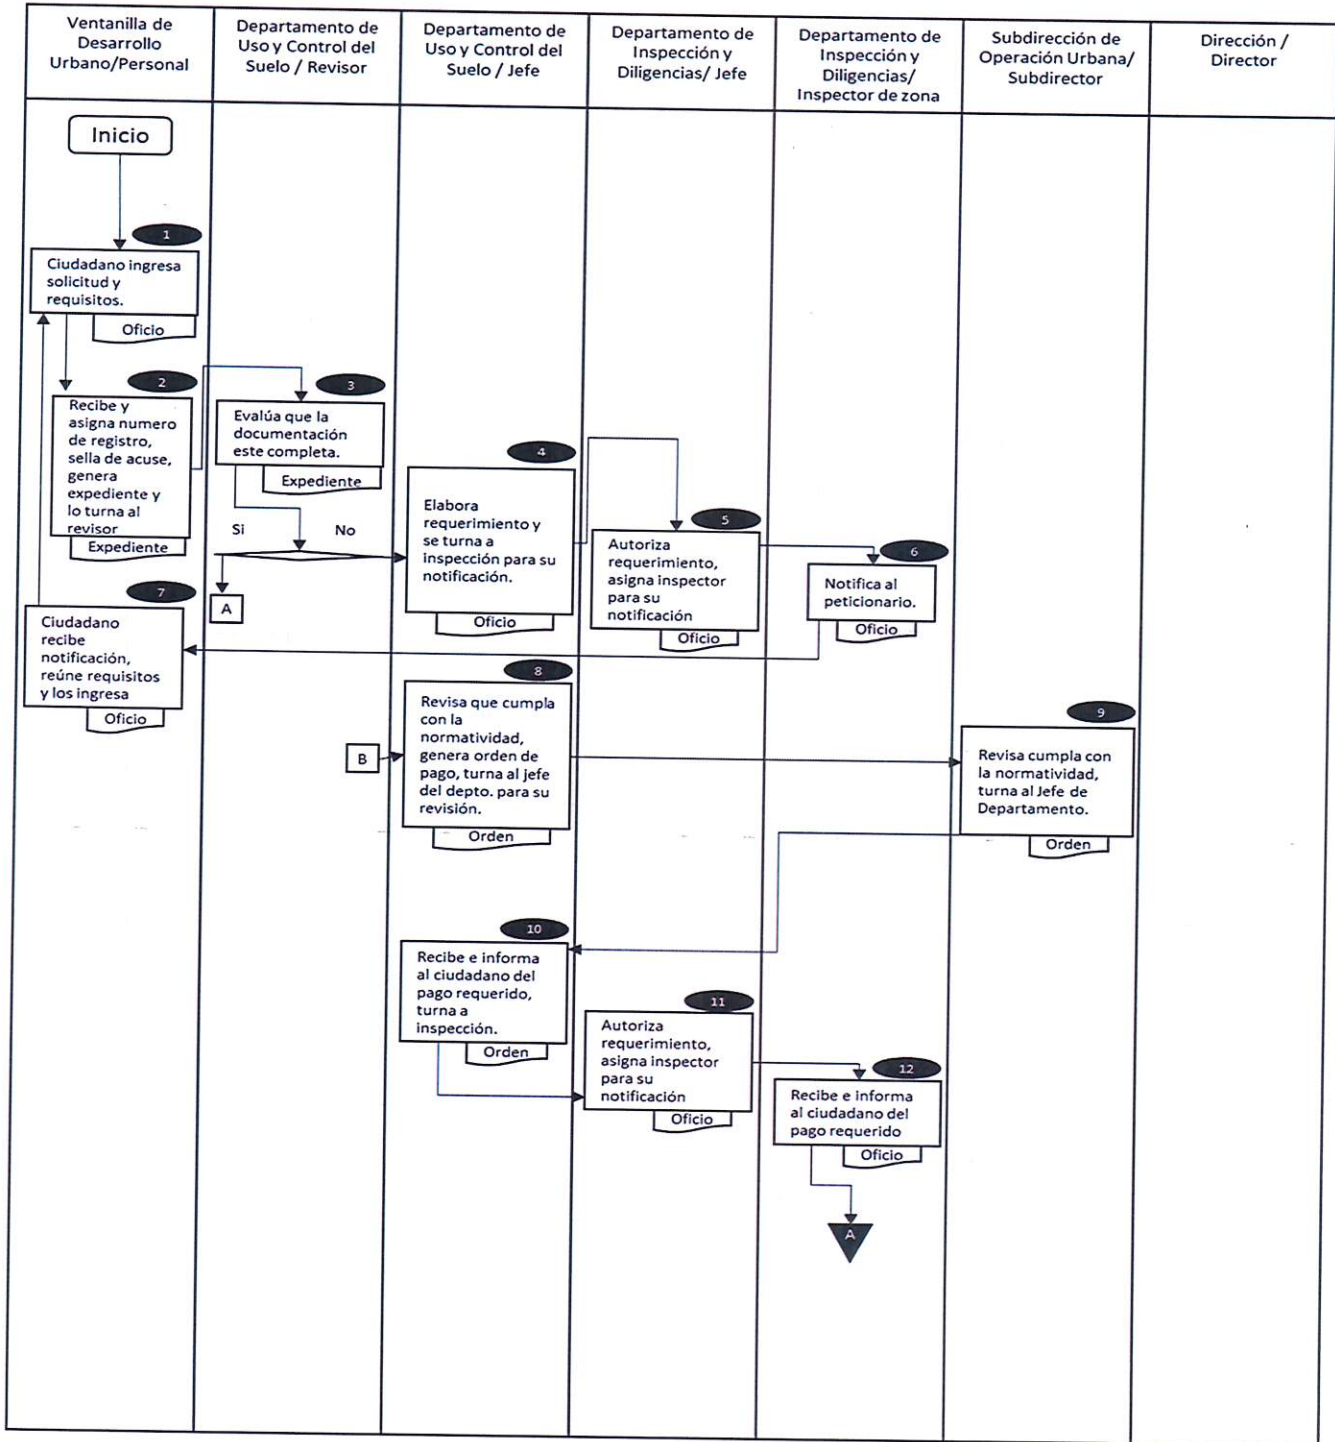 Ventanilla de
Desarrollo
Urbano/Personal
Departamento de
Uso y Control del
Suelo / Revisor
Departamento de
Uso y Control del
Suelo / Jefe
Departamento de
Inspección y
Diligencias/ Jefe
Departamento de
Inspección y
Diligencias/
Inspector de zona
Subdirección de
Operación Urbana/
Subdirector
Dirección /
Director
Inicio
1
Ciudadano ingresa
solicitud y
requisitos.
Oficio
2
Recibe y
asigna numero
de registro,
sella de acuse,
genera
expediente y
lo turna al
revisor
Expediente
3
Evalúa que la
documentación
este completa.
Expediente
Si
No
A
4
Elabora
requerimiento y
se turna a
inspección para su
notificación.
Oficio
5
Autoriza
requerimiento,
asigna inspector
para su
notificación
Oficio
6
Notifica al
peticionario.
Oficio
7
Ciudadano
recibe
notificación,
reúne requisitos
y los ingresa
Oficio
B
8
Revisa que cumpla
con la
normatividad,
genera orden de
pago, turna al jefe
del depto. para su
revisión.
Orden
9
Revisa cumpla con
la normatividad,
turna al Jefe de
Departamento.
Orden
10
Recibe e informa
al ciudadano del
pago requerido,
turna a
inspección.
Orden
11
Autoriza
requerimiento,
asigna inspector
para su
notificación
Oficio
12
Recibe e informa
al ciudadano del
pago requerido
Oficio
A